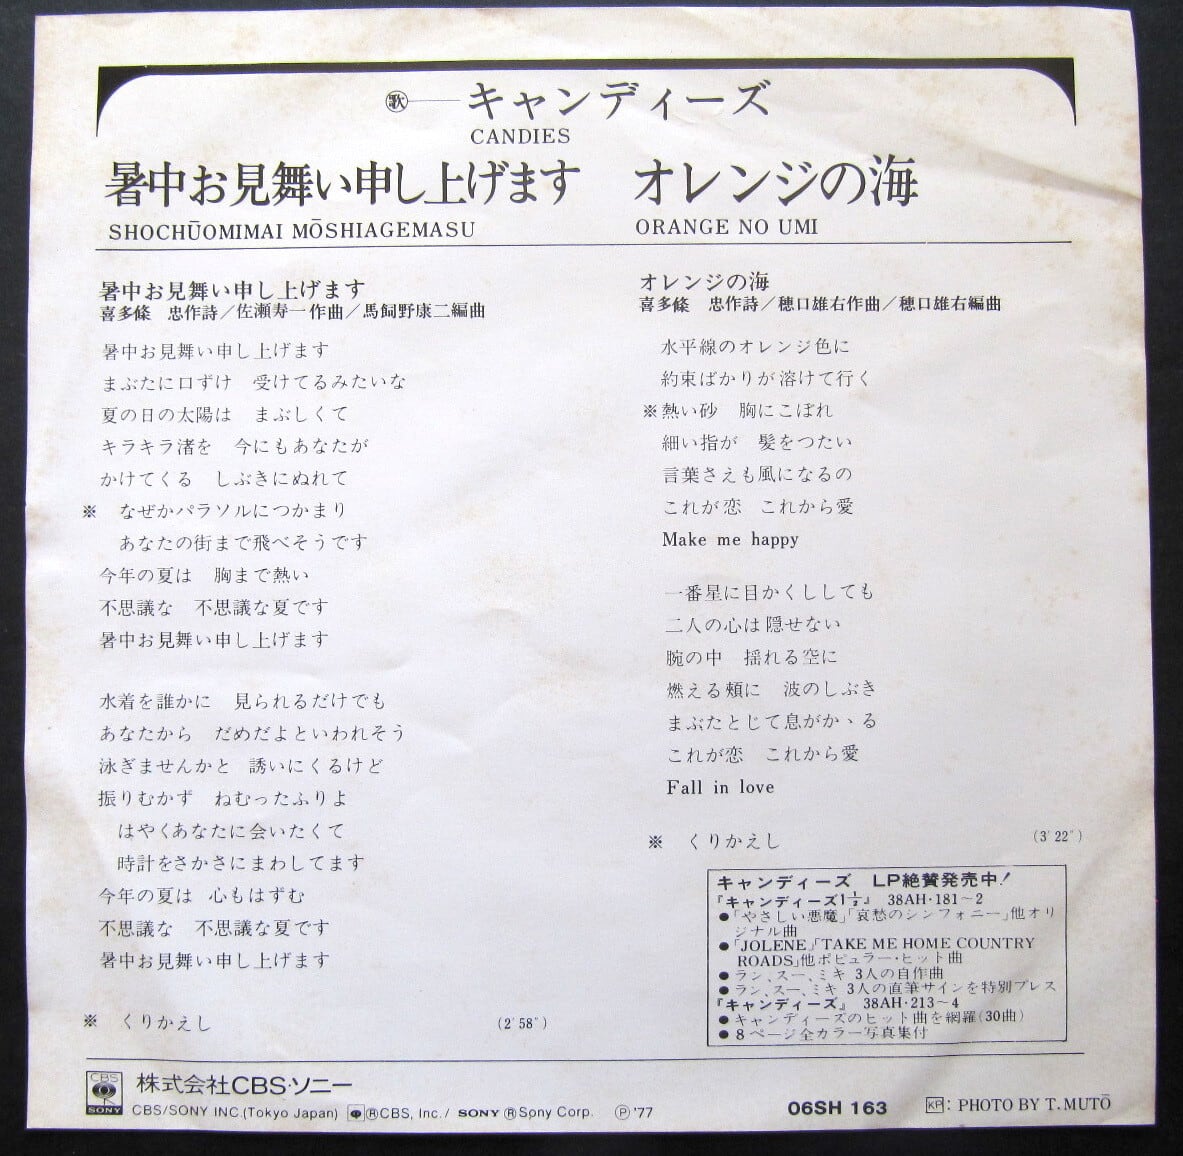 歌 キャンディーズ
CANDIES
暑中お見舞い申し上げます
SHOCHŪOMIMAI MŌSHIAGEMASU
オレンジの海
ORANGE NO UMI
暑中お見舞い申し上げます
喜多條 忠作詩/佐瀬寿一作曲/馬飼野康二編曲
暑中お見舞い申し上げます
まぶたに口ずけ 受けてるみたいな
夏の日の太陽は まぶしくて
キラキラ渚を 今にもあなたが
かけてくる しぶきにぬれて
※ なぜかパラソルにつかまり
あなたの街まで飛べそうです
今年の夏は 胸まで熱い
不思議な 不思議な夏です
暑中お見舞い申し上げます
水着を誰かに 見られるだけでも
あなたから だめだよといわれそう
泳ぎませんかと 誘いにくるけど
振りむかず ねむったふりよ
はやくあなたに会いたくて
時計をさかさにまわしてます
今年の夏は 心もはずむ
不思議な 不思議な夏です
暑中お見舞い申し上げます
※ くりかえし (2′58″)
オレンジの海
喜多條 忠作詩/穂口雄右作曲/穂口雄右編曲
水平線のオレンジ色に
約束ばかりが溶けて行く
※熱い砂 胸にこぼれ
細い指が 髪をつたい
言葉さえも風になるの
これが恋 これから愛
Make me happy
一番星に目かくししても
二人の心は隠せない
腕の中 揺れる空に
燃える頬に 波のしぶき
まぶたとじて息がかゝる
これが恋 これから愛
Fall in love
※ くりかえし (3′22″)
キャンディーズ LP絶賛発売中!
『キャンディーズ1½』 38AH・181〜2
●「やさしい悪魔」「哀愁のシンフォニー」他オリ
ジナル曲
●「JOLENE」「TAKE ME HOME COUNTRY
ROADS」他ポピュラー・ヒット曲
●ラン、スー、ミキ 3人の自作曲
●ラン、スー、ミキ 3人の直筆サインを特別プレス
『キャンディーズ』 38AH・213〜4
●キャンディーズのヒット曲を網羅(30曲)
●8ページ全カラー写真集付
CBS
SONY
株式会社CBS・ソニー
CBS/SONY INC.(Tokyo Japan) ⓇCBS, Inc./ SONY ⓇSony Corp. Ⓟ'77
06SH 163
KP: PHOTO BY T. MUTŌ